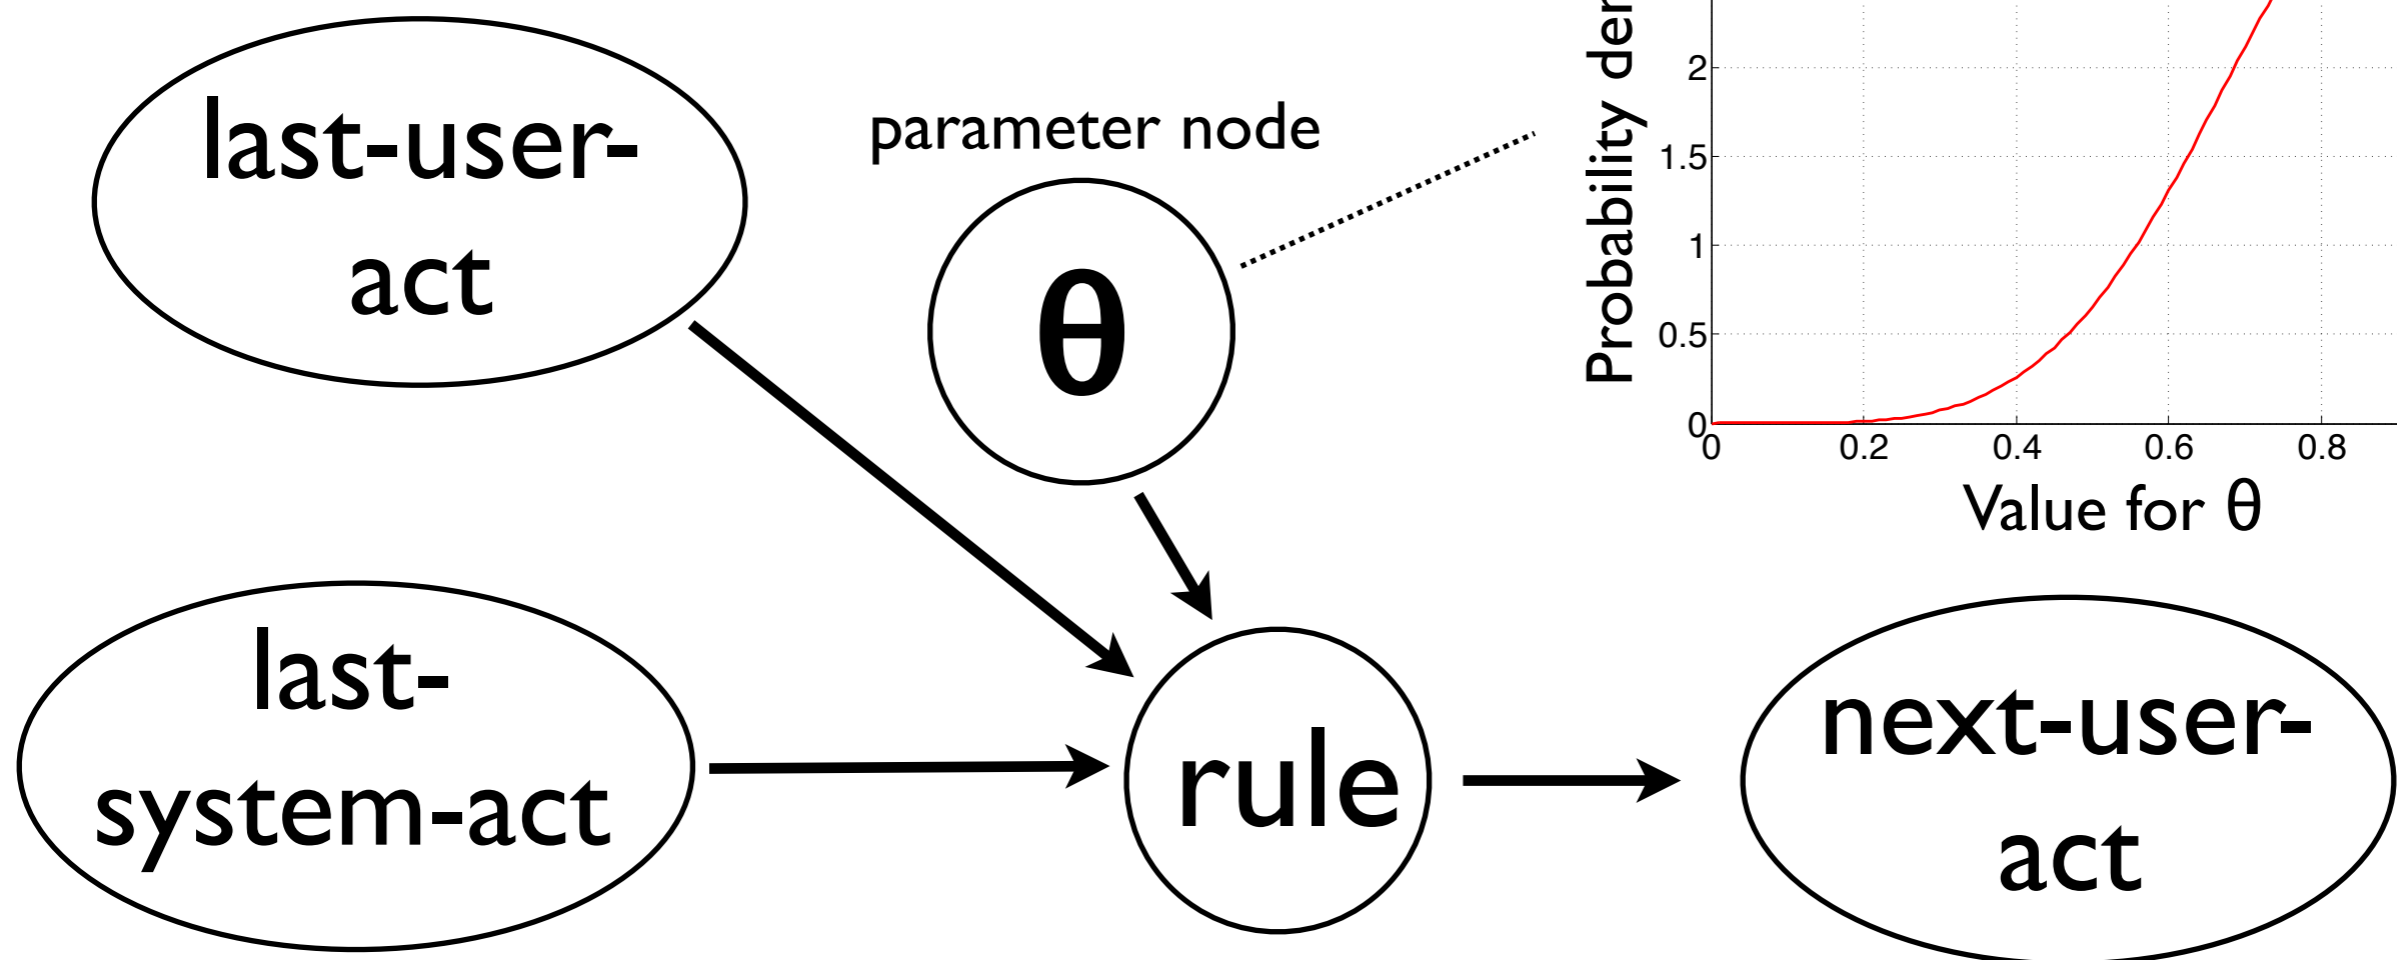 last-user-
act
parameter node
θ
last-
system-act
rule
next-user-
act
Probability
2
1.5
1
0.5
0
0
0.2
0.4
0.6
0.8
Value for θ